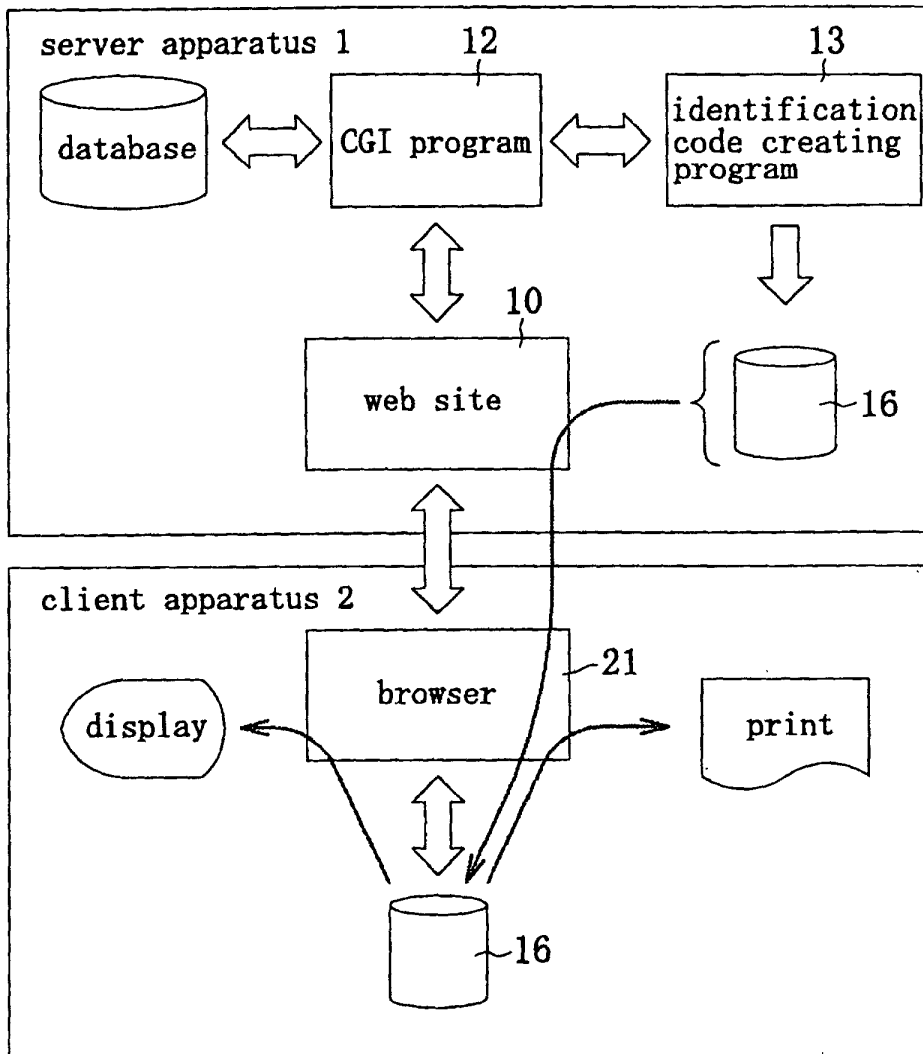 server apparatus 1
12
13
database
CGI program
identification
code creating
program
10
web site
16
client apparatus 2
21
browser
display
print
16